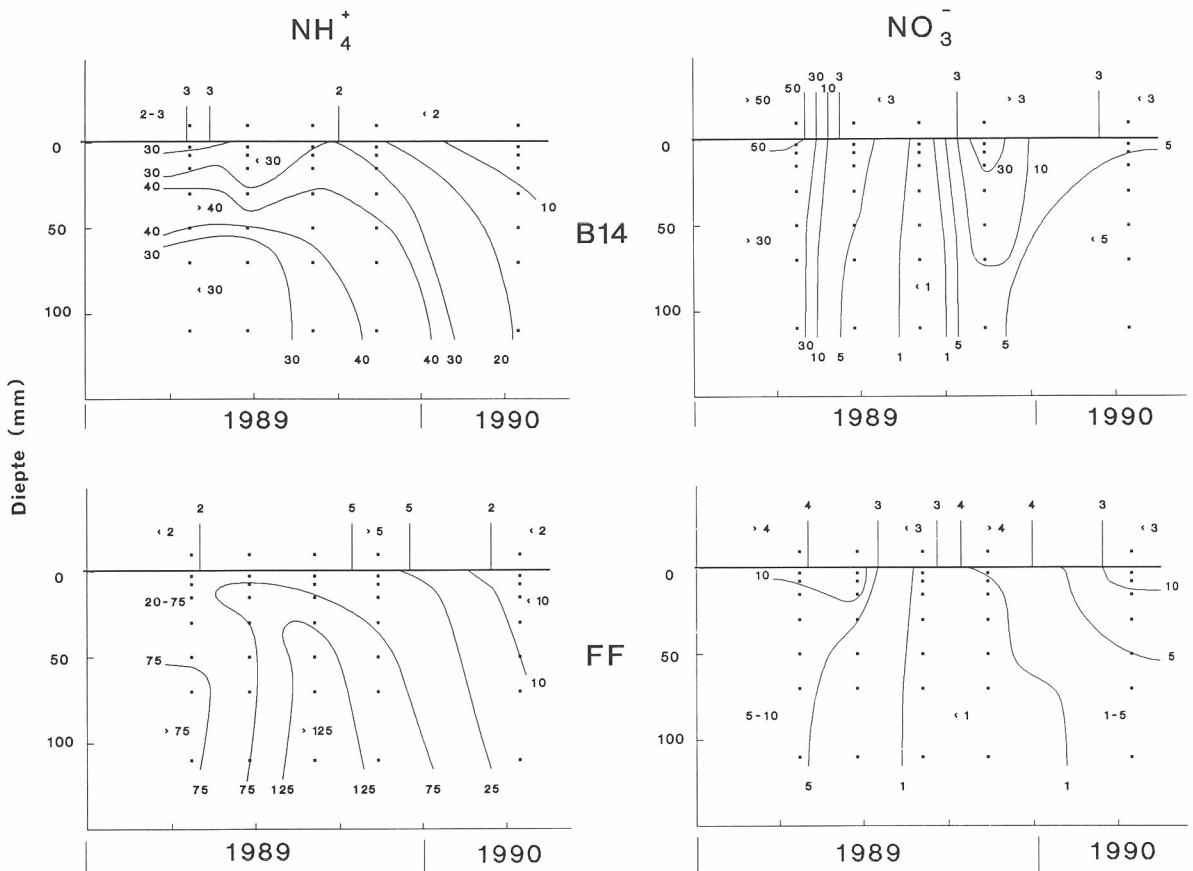 NH4+ NO3-
3 3 2
2-3 ‹ 2
30 ‹ 30
30
40 › 40
40
30
‹ 30
10
30 40 40 30 20
0
50
100
1989 1990
B14
50 30 10 3 3 3
› 50 ‹ 3 › 3 ‹ 3
50 30 10 5
› 30 ‹ 5
‹ 1
30 10 5 1 1 5 5
0
50
100
1989 1990
Diepte (mm)
2 5 5 2
‹ 2 › 5 ‹ 2
20-75 ‹ 10
75 10
› 75 › 125
75 75 125 125 75 25
0
50
100
1989 1990
FF
4 3 3 4 4 3
› 4 ‹ 3 › 4 ‹ 3
10 10
5
5-10 ‹ 1 1-5
5 1 1
0
50
100
1989 1990